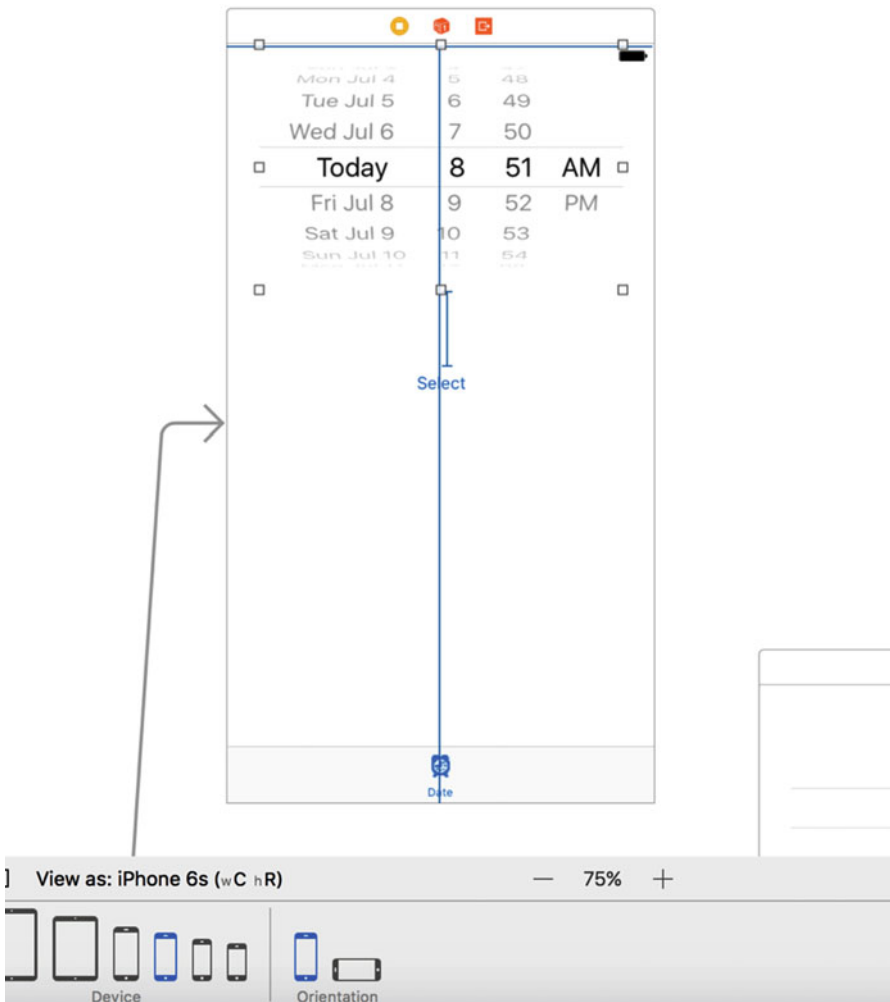 Mon Jul 4 5 48
Tue Jul 5 6 49
Wed Jul 6 7 50
Today 8 51 AM
Fri Jul 8 9 52 PM
Sat Jul 9 10 53
Sun Jul 10 11 54
Select
Date
View as: iPhone 6s (wC hR) — 75% +
Device Orientation